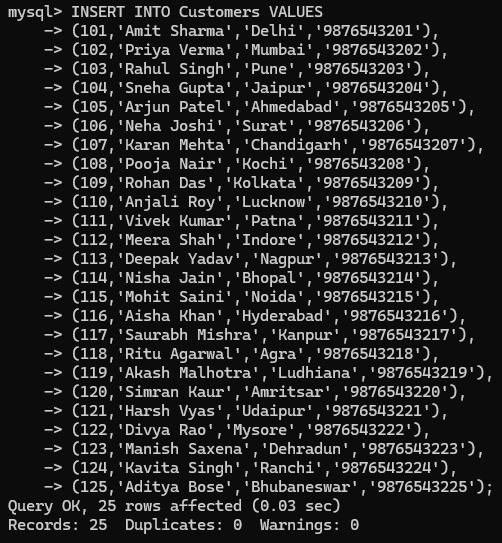 mysql> INSERT INTO Customers VALUES
    -> (101,'Amit Sharma','Delhi','9876543201'),
    -> (102,'Priya Verma','Mumbai','9876543202'),
    -> (103,'Rahul Singh','Pune','9876543203'),
    -> (104,'Sneha Gupta','Jaipur','9876543204'),
    -> (105,'Arjun Patel','Ahmedabad','9876543205'),
    -> (106,'Neha Joshi','Surat','9876543206'),
    -> (107,'Karan Mehta','Chandigarh','9876543207'),
    -> (108,'Pooja Nair','Kochi','9876543208'),
    -> (109,'Rohan Das','Kolkata','9876543209'),
    -> (110,'Anjali Roy','Lucknow','9876543210'),
    -> (111,'Vivek Kumar','Patna','9876543211'),
    -> (112,'Meera Shah','Indore','9876543212'),
    -> (113,'Deepak Yadav','Nagpur','9876543213'),
    -> (114,'Nisha Jain','Bhopal','9876543214'),
    -> (115,'Mohit Saini','Noida','9876543215'),
    -> (116,'Aisha Khan','Hyderabad','9876543216'),
    -> (117,'Saurabh Mishra','Kanpur','9876543217'),
    -> (118,'Ritu Agarwal','Agra','9876543218'),
    -> (119,'Akash Malhotra','Ludhiana','9876543219'),
    -> (120,'Simran Kaur','Amritsar','9876543220'),
    -> (121,'Harsh Vyas','Udaipur','9876543221'),
    -> (122,'Divya Rao','Mysore','9876543222'),
    -> (123,'Manish Saxena','Dehradun','9876543223'),
    -> (124,'Kavita Singh','Ranchi','9876543224'),
    -> (125,'Aditya Bose','Bhubaneswar','9876543225');
Query OK, 25 rows affected (0.03 sec)
Records: 25  Duplicates: 0  Warnings: 0